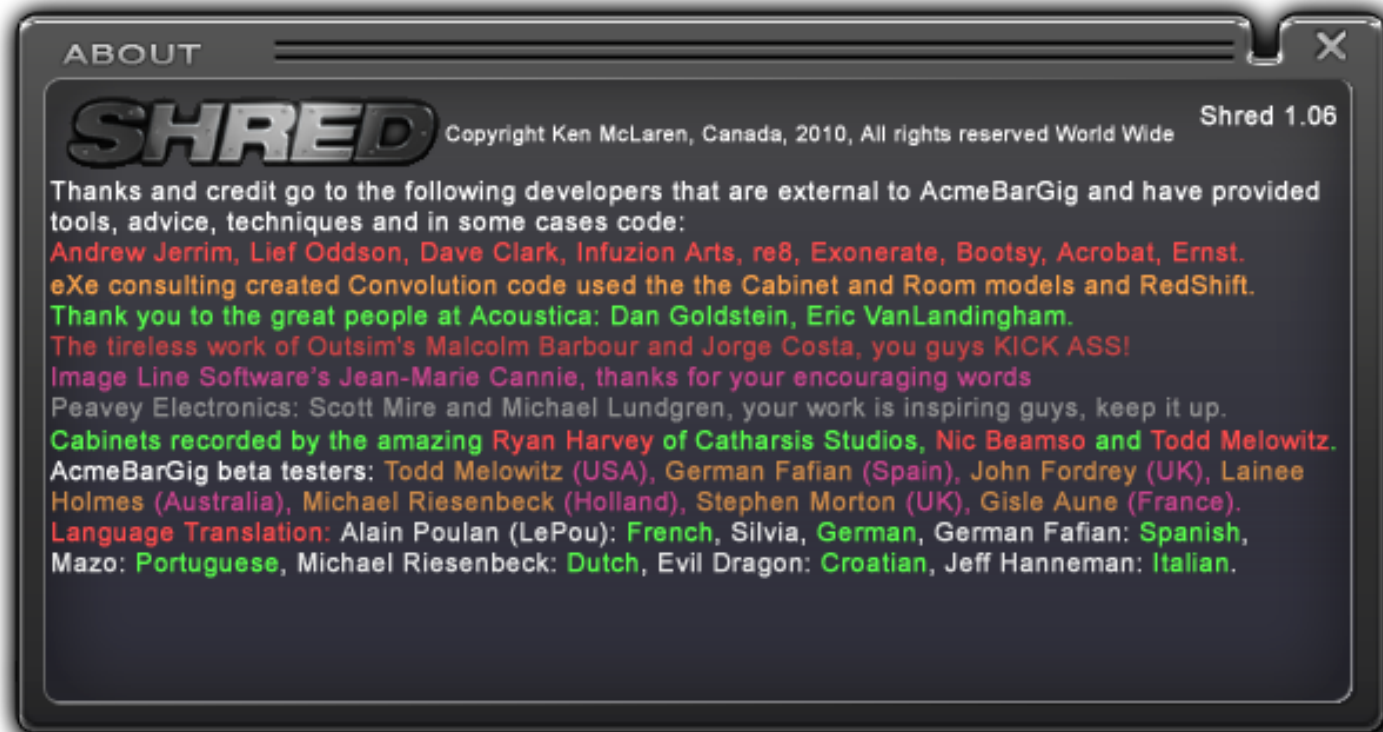 ABOUT
SHRED Copyright Ken McLaren, Canada, 2010, All rights reserved World Wide Shred 1.06
Thanks and credit go to the following developers that are external to AcmeBarGig and have provided
tools, advice, techniques and in some cases code:
Andrew Jerrim, Lief Oddson, Dave Clark, Infuzion Arts, re8, Exonerate, Bootsy, Acrobat, Ernst.
eXe consulting created Convolution code used the the Cabinet and Room models and RedShift.
Thank you to the great people at Acoustica: Dan Goldstein, Eric VanLandingham.
The tireless work of Outsim's Malcolm Barbour and Jorge Costa, you guys KICK ASS!
Image Line Software's Jean-Marie Cannie, thanks for your encouraging words
Peavey Electronics: Scott Mire and Michael Lundgren, your work is inspiring guys, keep it up.
Cabinets recorded by the amazing Ryan Harvey of Catharsis Studios, Nic Beamso and Todd Melowitz.
AcmeBarGig beta testers: Todd Melowitz (USA), German Fafian (Spain), John Fordrey (UK), Lainee
Holmes (Australia), Michael Riesenbeck (Holland), Stephen Morton (UK), Gisle Aune (France).
Language Translation: Alain Poulan (LePou): French, Silvia, German, German Fafian: Spanish,
Mazo: Portuguese, Michael Riesenbeck: Dutch, Evil Dragon: Croatian, Jeff Hanneman: Italian.